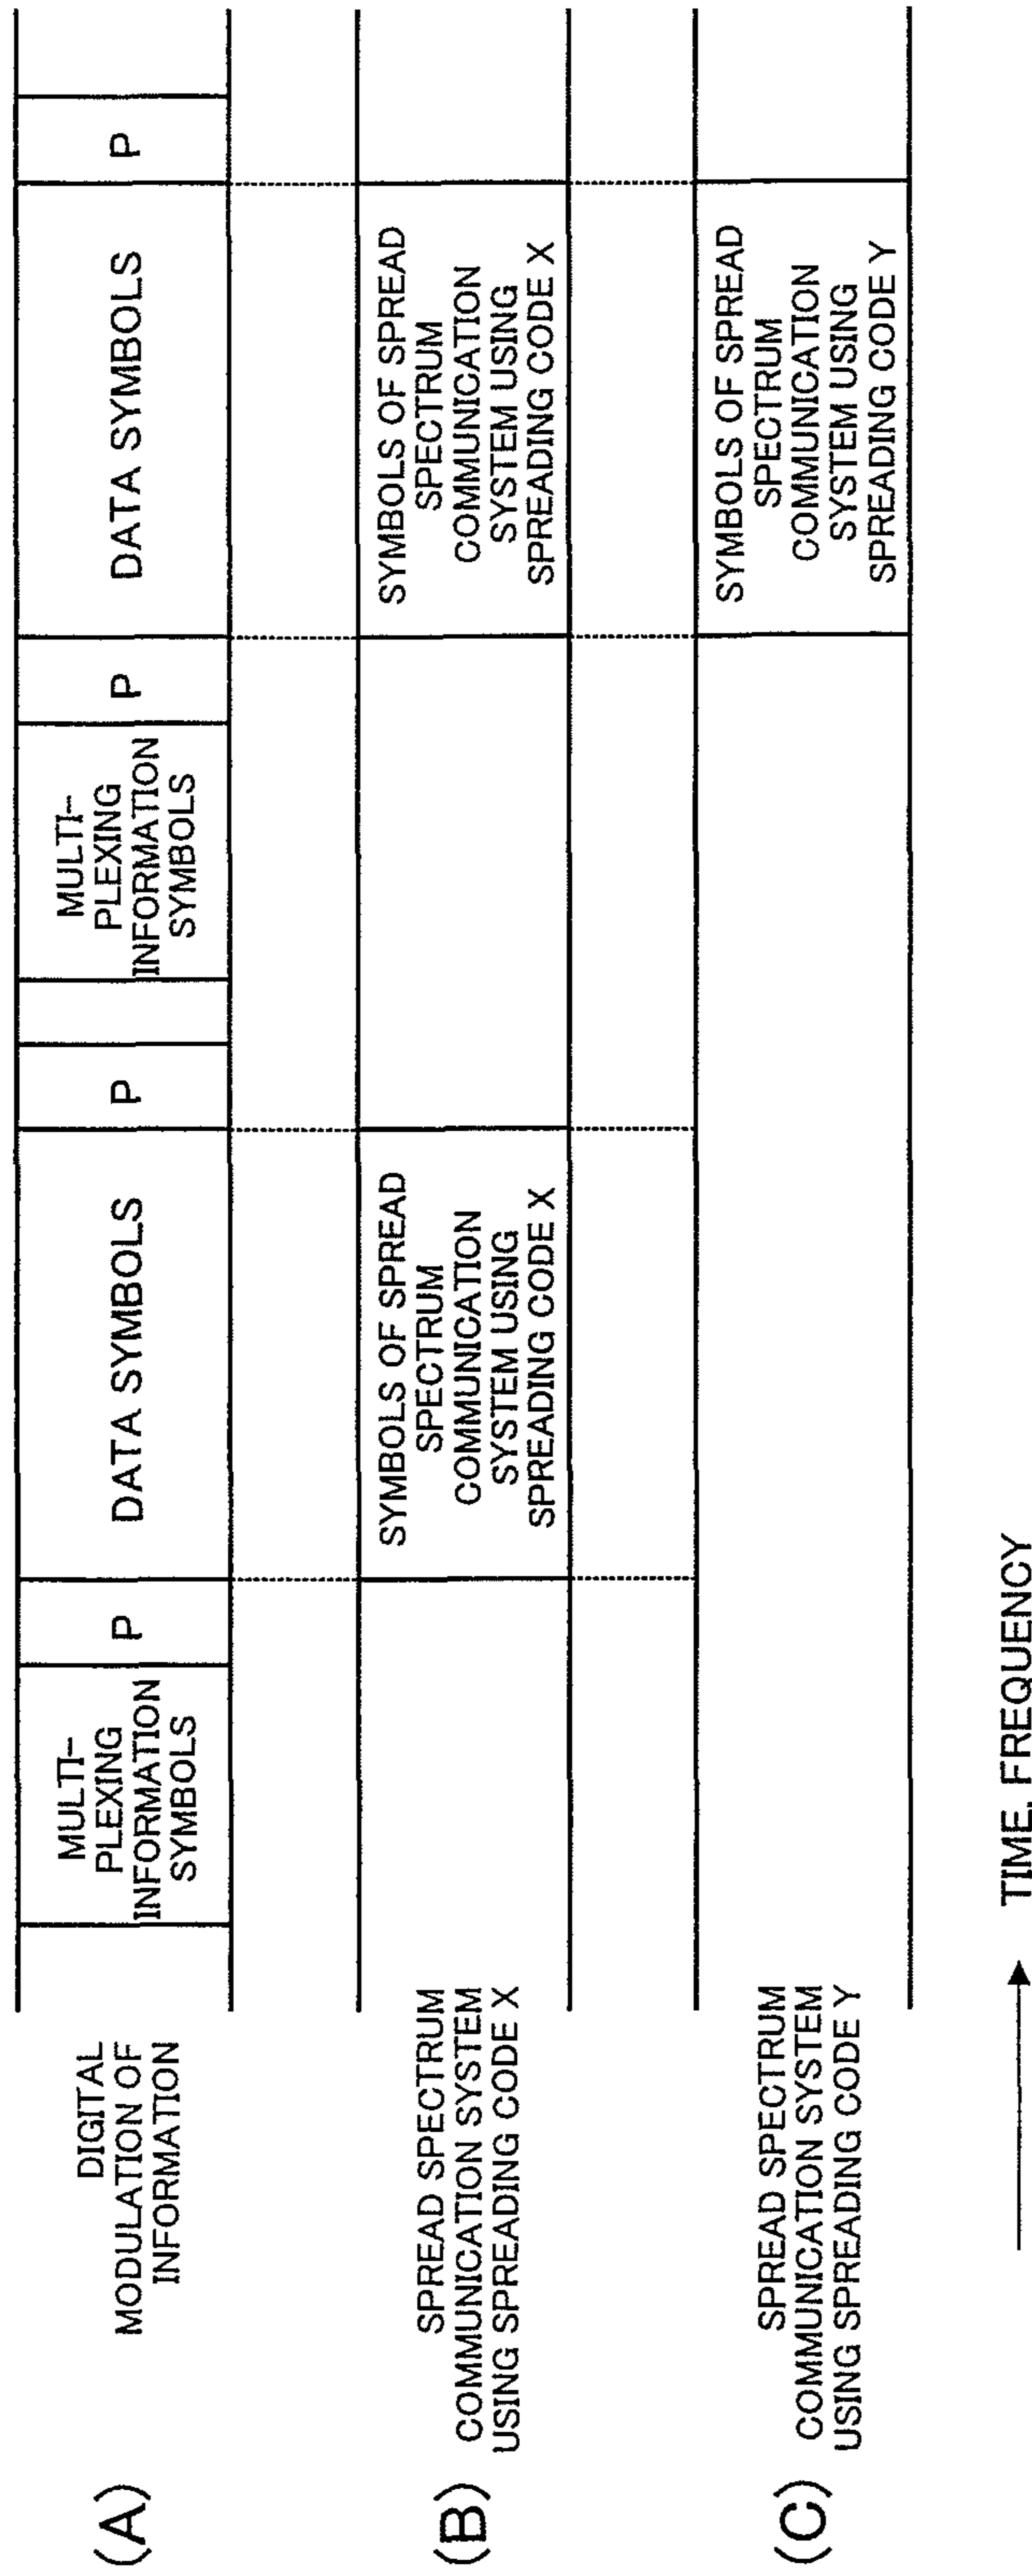 (A)
DIGITAL
MODULATION OF
INFORMATION
MULTI-
PLEXING
INFORMATION
SYMBOLS
P
DATA SYMBOLS
P
MULTI-
PLEXING
INFORMATION
SYMBOLS
P
DATA SYMBOLS
P
(B)
SPREAD SPECTRUM
COMMUNICATION SYSTEM
USING SPREADING CODE X
SYMBOLS OF SPREAD
SPECTRUM
COMMUNICATION
SYSTEM USING
SPREADING CODE X
SYMBOLS OF SPREAD
SPECTRUM
COMMUNICATION
SYSTEM USING
SPREADING CODE X
(C)
SPREAD SPECTRUM
COMMUNICATION SYSTEM
USING SPREADING CODE Y
SYMBOLS OF SPREAD
SPECTRUM
COMMUNICATION
SYSTEM USING
SPREADING CODE Y
TIME, FREQUENCY